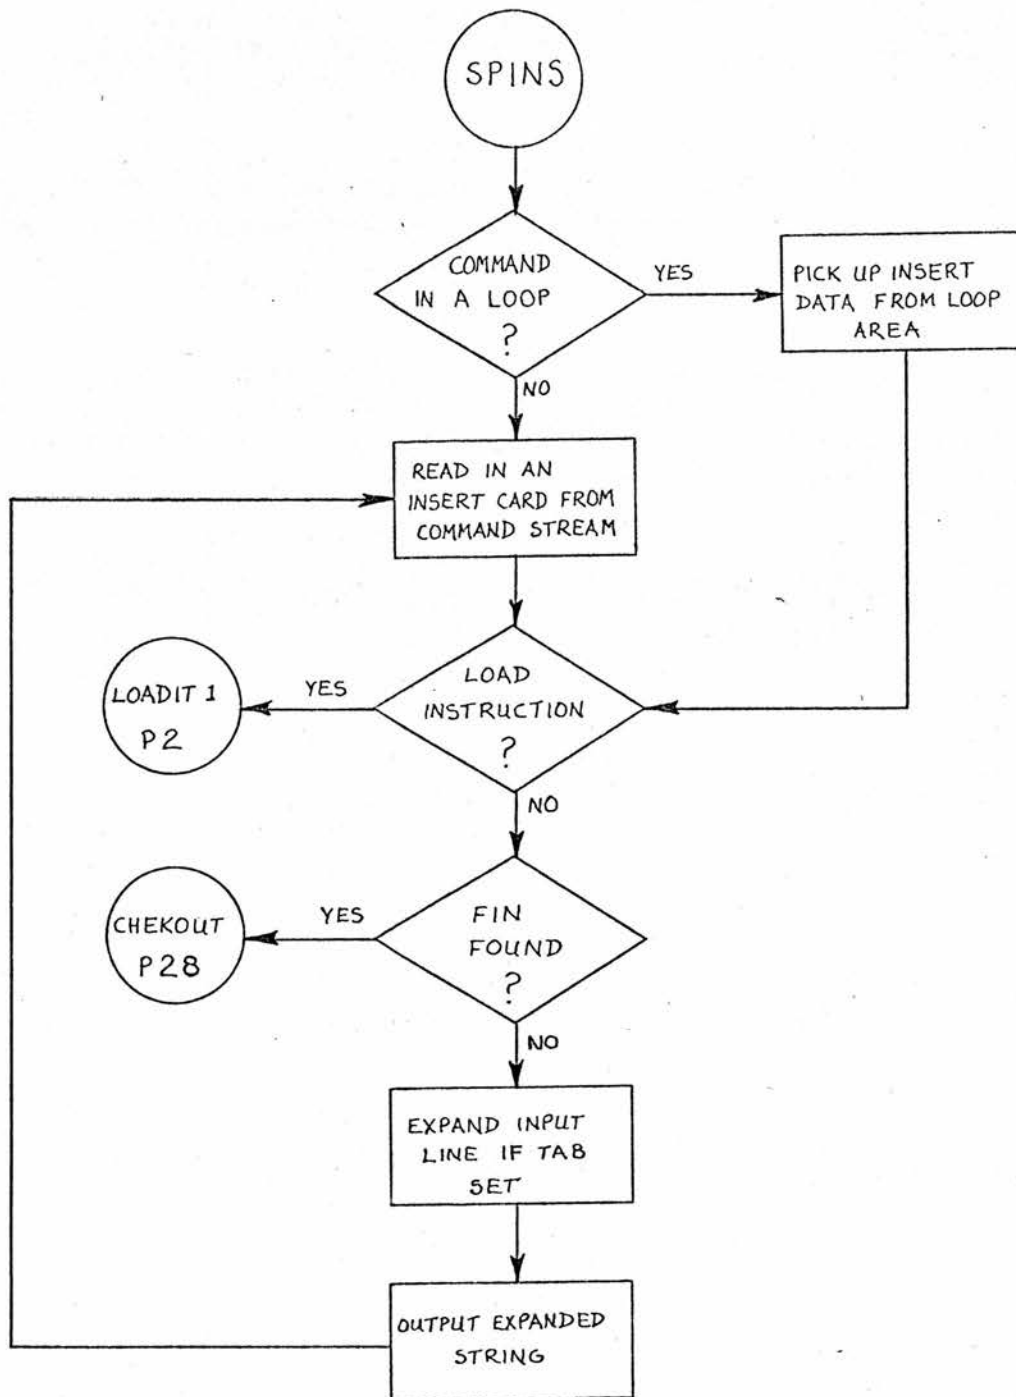 SPINS
COMMAND
IN A LOOP
?
YES
PICK UP INSERT
DATA FROM LOOP
AREA
NO
READ IN AN
INSERT CARD FROM
COMMAND STREAM
LOAD
INSTRUCTION
?
YES
LOADIT 1
P2
NO
FIN
FOUND
?
YES
CHEKOUT
P28
NO
EXPAND INPUT
LINE IF TAB
SET
OUTPUT EXPANDED
STRING